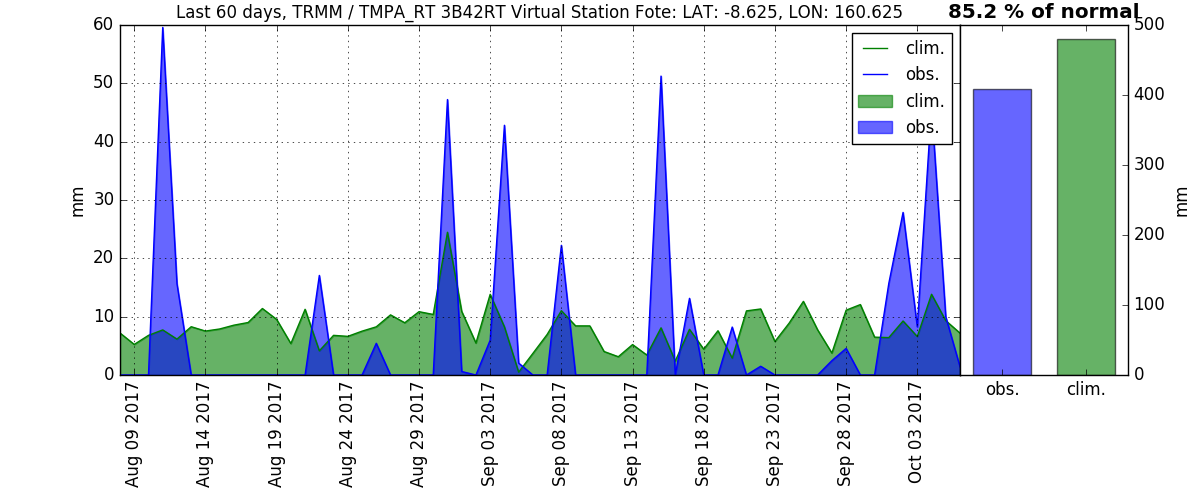 Last 60 days, TRMM / TMPA_RT 3B42RT Virtual Station Fote: LAT: -8.625, LON: 160.625
85.2 % of normal
60
50
40
30
20
10
0
mm
clim.
obs.
clim.
obs.
500
400
300
200
100
0
mm
obs.
clim.
Aug 09 2017
Aug 14 2017
Aug 19 2017
Aug 24 2017
Aug 29 2017
Sep 03 2017
Sep 08 2017
Sep 13 2017
Sep 18 2017
Sep 23 2017
Sep 28 2017
Oct 03 2017